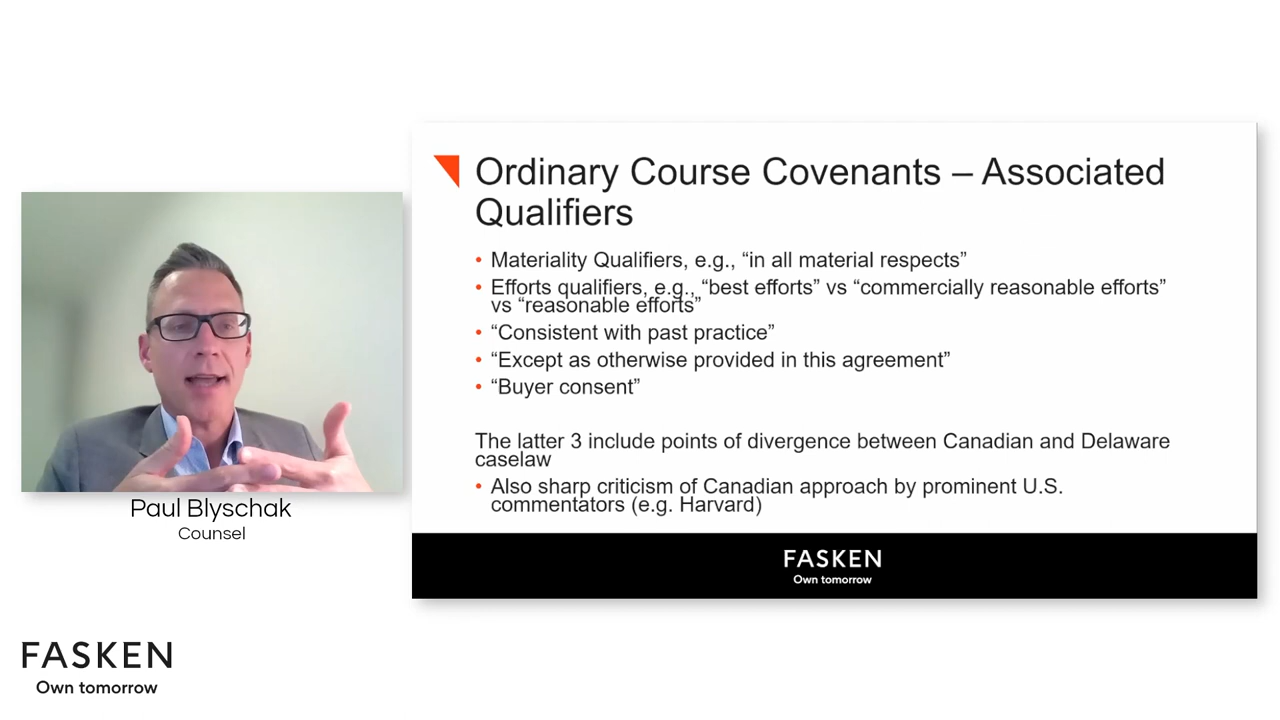 Ordinary Course Covenants – Associated
Qualifiers
• Materiality Qualifiers, e.g., “in all material respects”
• Efforts qualifiers, e.g., “best efforts” vs “commercially reasonable efforts”
vs “reasonable efforts”
• “Consistent with past practice”
• “Except as otherwise provided in this agreement”
• “Buyer consent”
The latter 3 include points of divergence between Canadian and Delaware
caselaw
• Also sharp criticism of Canadian approach by prominent U.S.
commentators (e.g. Harvard)
FASKEN
Own tomorrow
Paul Blyschak
Counsel
FASKEN
Own tomorrow